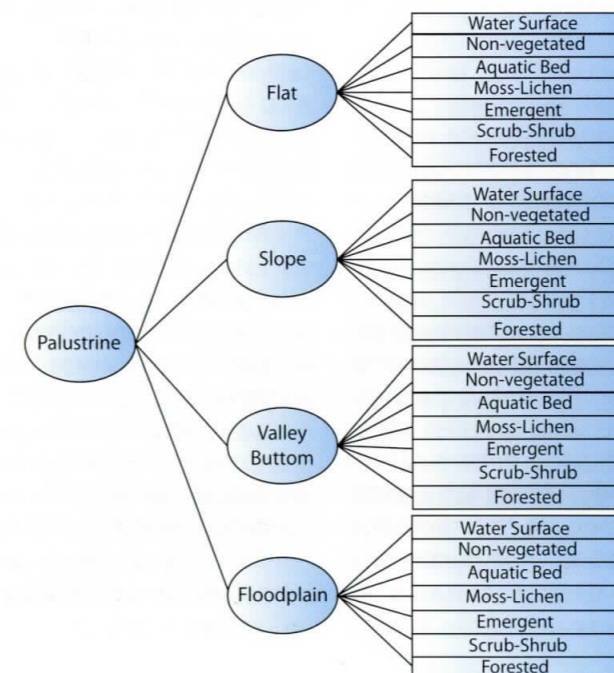 Palustrine
Flat
Water Surface
Non-vegetated
Aquatic Bed
Moss-Lichen
Emergent
Scrub-Shrub
Forested
Slope
Water Surface
Non-vegetated
Aquatic Bed
Moss-Lichen
Emergent
Scrub-Shrub
Forested
Valley
Buttom
Water Surface
Non-vegetated
Aquatic Bed
Moss-Lichen
Emergent
Scrub-Shrub
Forested
Floodplain
Water Surface
Non-vegetated
Aquatic Bed
Moss-Lichen
Emergent
Scrub-Shrub
Forested